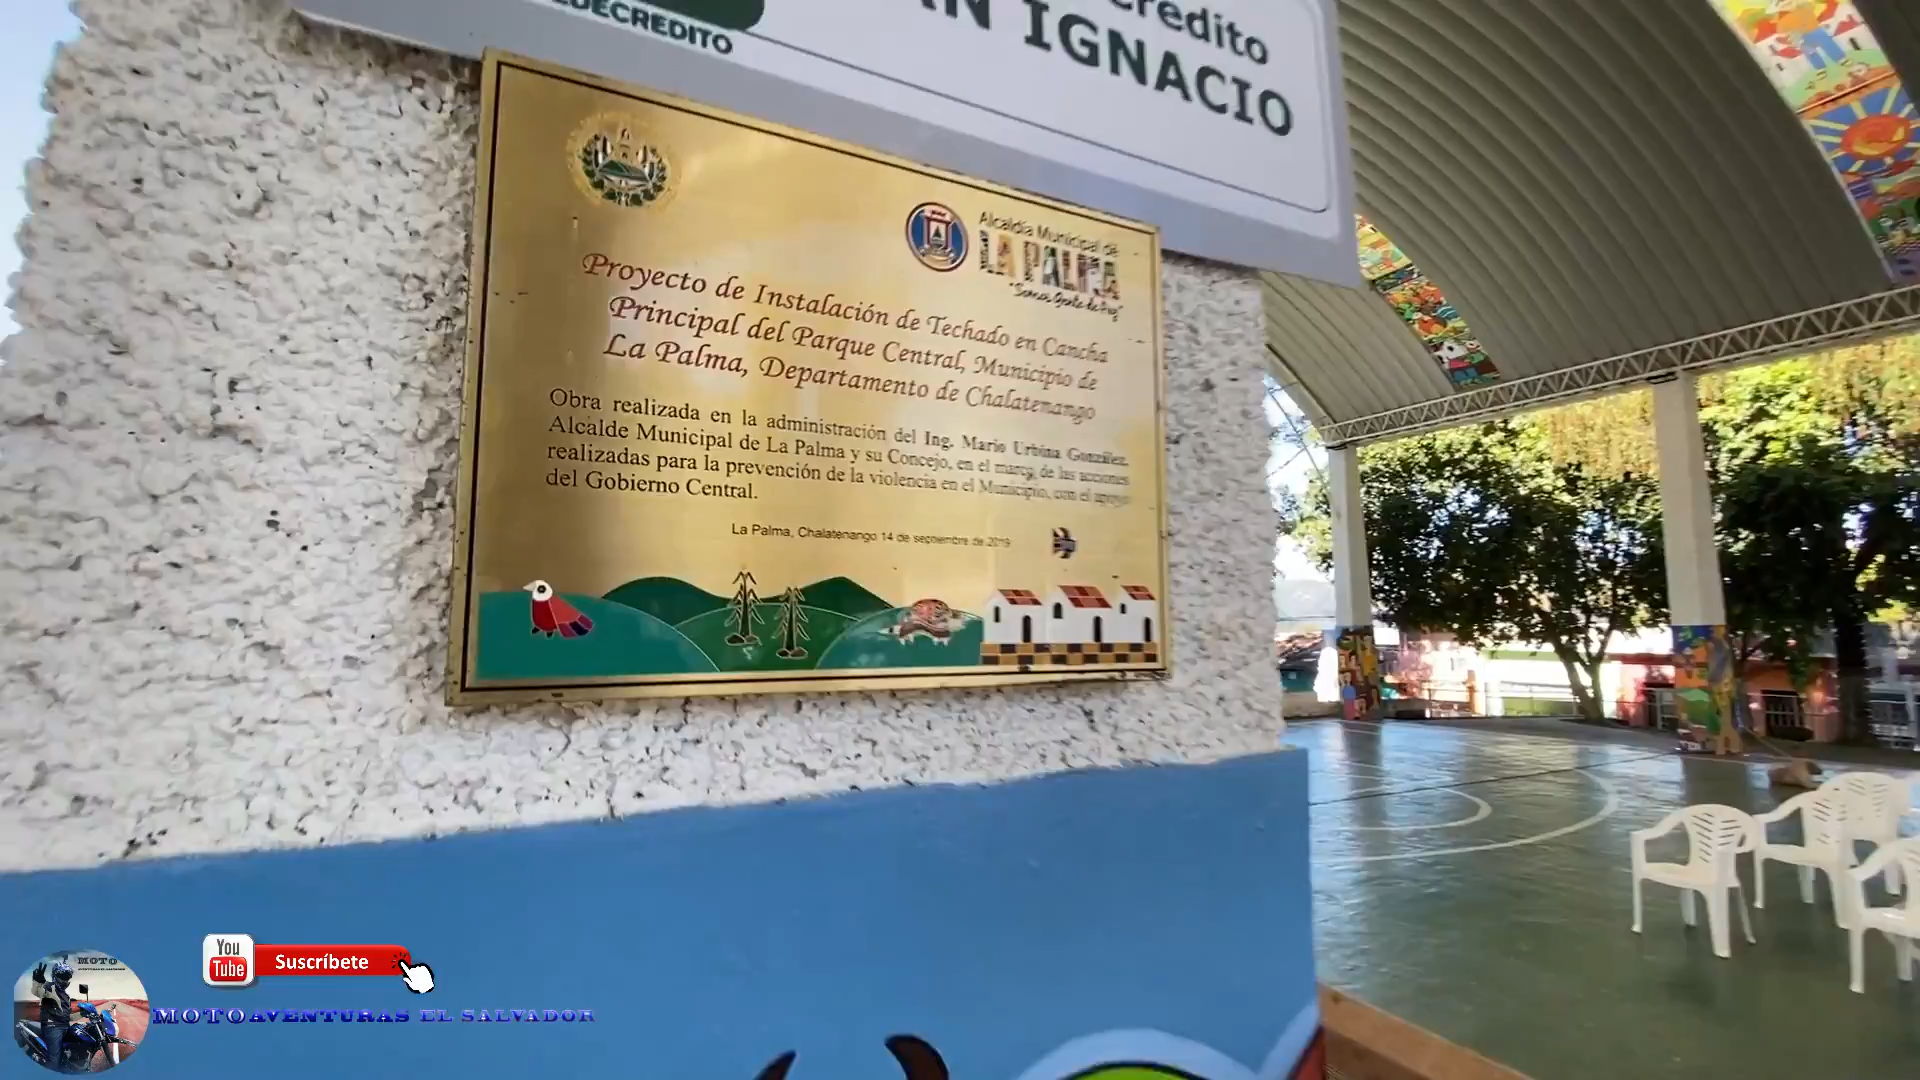 Credito
FEDECREDITO
AN IGNACIO
Alcaldía Municipal de
LA PALMA
Proyecto de Instalación de Techado en Cancha
Principal del Parque Central, Municipio de
La Palma, Departamento de Chalatenango
Obra realizada en la administración del Ing. Mario Urbina González,
Alcalde Municipal de La Palma y su Concejo, en el marco de las acciones
realizadas para la prevención de la violencia en el Municipio, con el apoyo
del Gobierno Central.
La Palma, Chalatenango 14 de septiembre de 2019
You
Tube
Suscríbete
MOTO
MOTOAVENTURAS EL SALVADOR